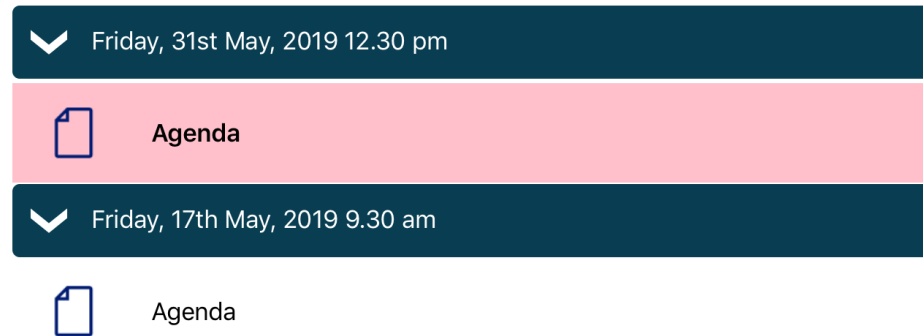 Friday, 31st May, 2019 12.30 pm
Agenda
Friday, 17th May, 2019 9.30 am
Agenda